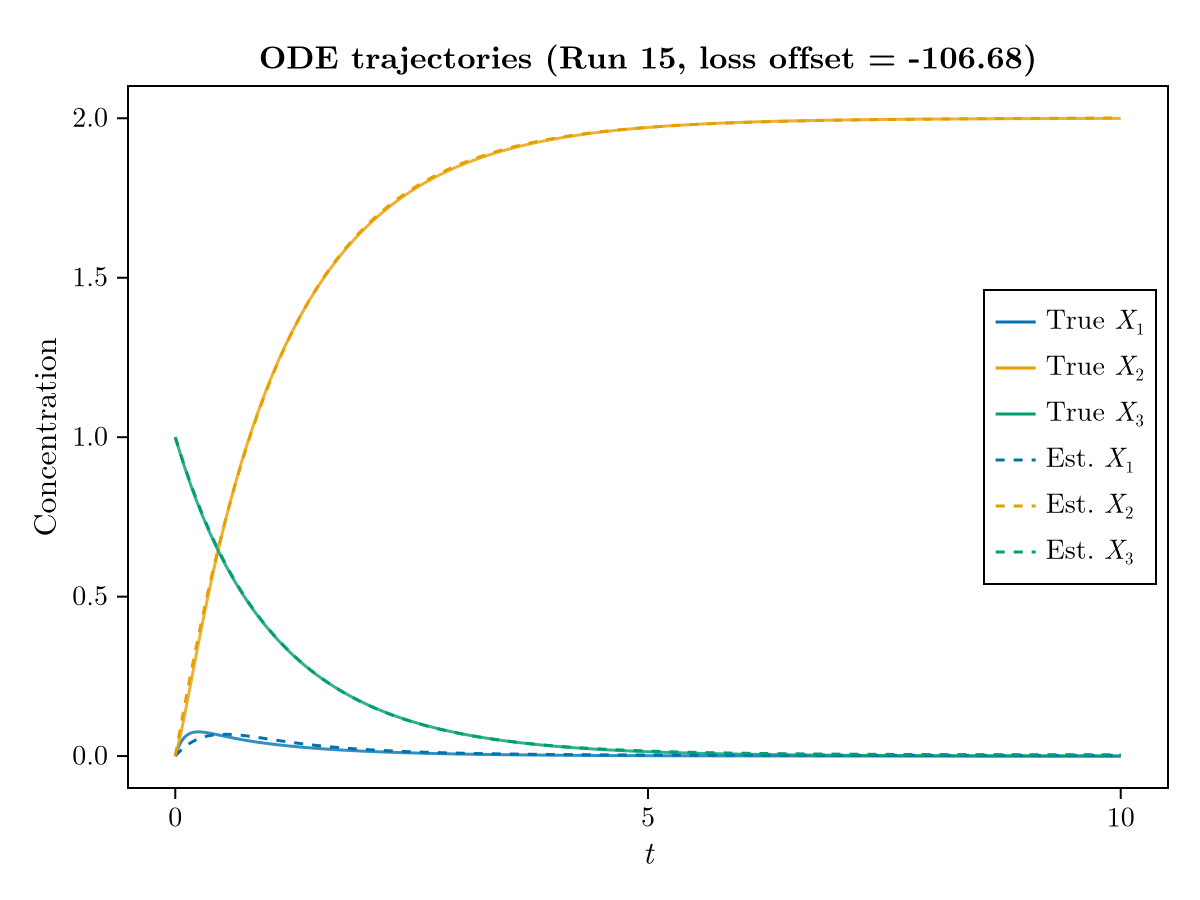 ODE trajectories (Run 15, loss offset = -106.68)
2.0
1.5
1.0
0.5
0.0
Concentration
True X₁
True X₂
True X₃
Est. X₁
Est. X₂
Est. X₃
0 5 10
t